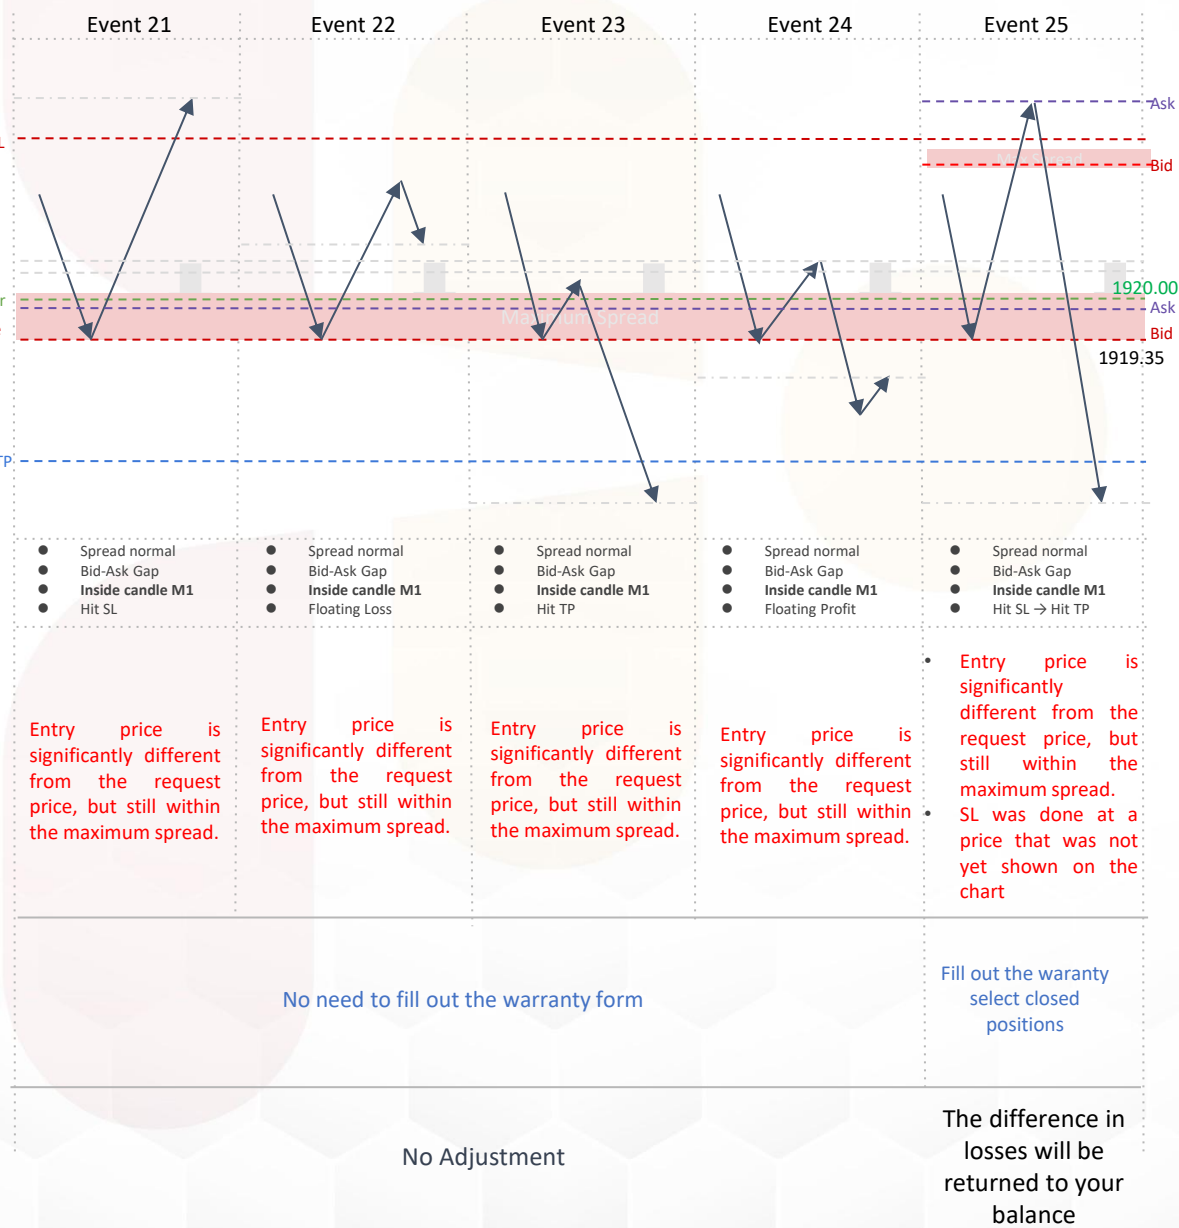 Event 21
Event 22
Event 23
Event 24
Event 25
Ask
Bid
1920.00
Ask
Maximum Spread
Bid
1919.35
TP
Spread normal
Bid-Ask Gap
Inside candle M1
Hit SL
Spread normal
Bid-Ask Gap
Inside candle M1
Floating Loss
Spread normal
Bid-Ask Gap
Inside candle M1
Hit TP
Spread normal
Bid-Ask Gap
Inside candle M1
Floating Profit
Spread normal
Bid-Ask Gap
Inside candle M1
Hit SL → Hit TP
Entry price is
significantly different
from the request
price, but still within
the maximum spread.
Entry price is
significantly different
from the request
price, but still within
the maximum spread.
Entry price is
significantly different
from the request
price, but still within
the maximum spread.
Entry price is
significantly different
from the request
price, but still within
the maximum spread.
Entry price is
significantly
different from the
request price, but
still within the
maximum spread.
SL was done at a
price that was not
yet shown on the
chart
No need to fill out the warranty form
Fill out the waranty
select closed
positions
No Adjustment
The difference in
losses will be
returned to your
balance